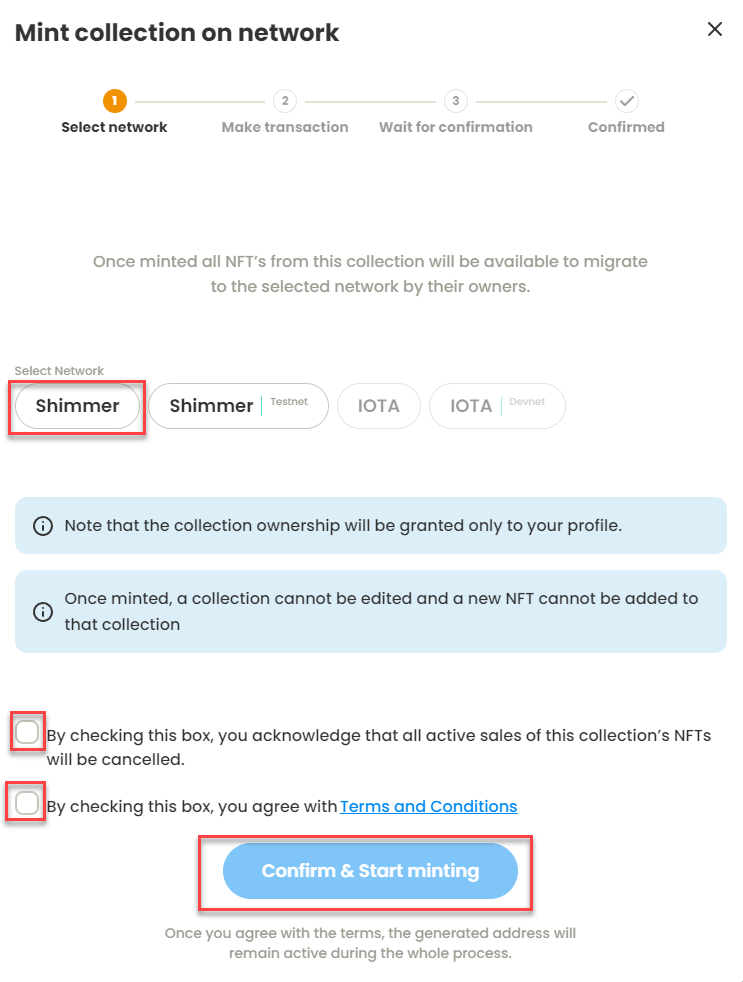 Mint collection on network
1
2
3
Select network
Make transaction
Wait for confirmation
Confirmed
Once minted all NFT’s from this collection will be available to migrate
to the selected network by their owners.
Select Network
Shimmer
Shimmer Testnet
IOTA
IOTA Devnet
Note that the collection ownership will be granted only to your profile.
Once minted, a collection cannot be edited and a new NFT cannot be added to
that collection
By checking this box, you acknowledge that all active sales of this collection’s NFTs
will be cancelled.
By checking this box, you agree with Terms and Conditions
Confirm & Start minting
Once you agree with the terms, the generated address will
remain active during the whole process.